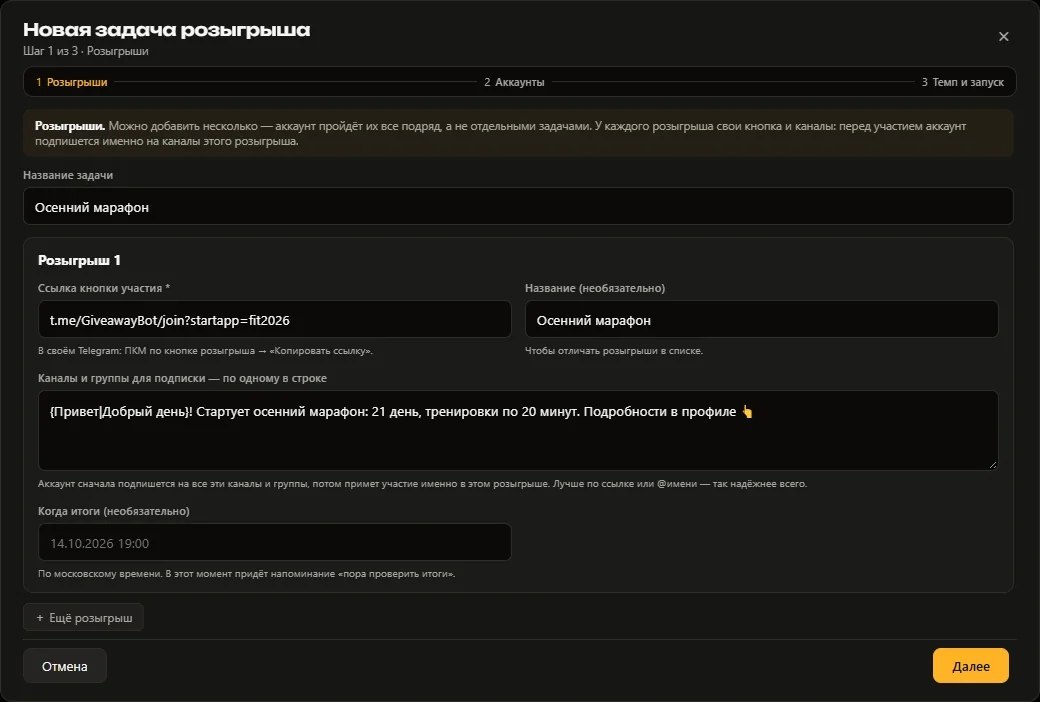 Новая задача розыгрыша
Шаг 1 из 3 · Розыгрыши
1 Розыгрыши
2 Аккаунты
3 Темп и запуск
Розыгрыши. Можно добавить несколько — аккаунт пройдёт их все подряд, а не отдельными задачами. У каждого розыгрыша свои кнопка и каналы: перед участием аккаунт
подпишется именно на каналы этого розыгрыша.
Название задачи
Осенний марафон
Розыгрыш 1
Ссылка кнопки участия *
Название (необязательно)
t.me/GiveawayBot/join?startapp=fit2026
Осенний марафон
В своём Telegram: ПКМ по кнопке розыгрыша → «Копировать ссылку».
Чтобы отличать розыгрыши в списке.
Каналы и группы для подписки — по одному в строке
{Привет|Добрый день}! Стартует осенний марафон: 21 день, тренировки по 20 минут. Подробности в профиле 👆
Аккаунт сначала подпишется на все эти каналы и группы, потом примет участие именно в этом розыгрыше. Лучше по ссылке или @имени — так надёжнее всего.
Когда итоги (необязательно)
14.10.2026 19:00
По московскому времени. В этот момент придёт напоминание «пора проверить итоги».
+ Ещё розыгрыш
Отмена
Далее